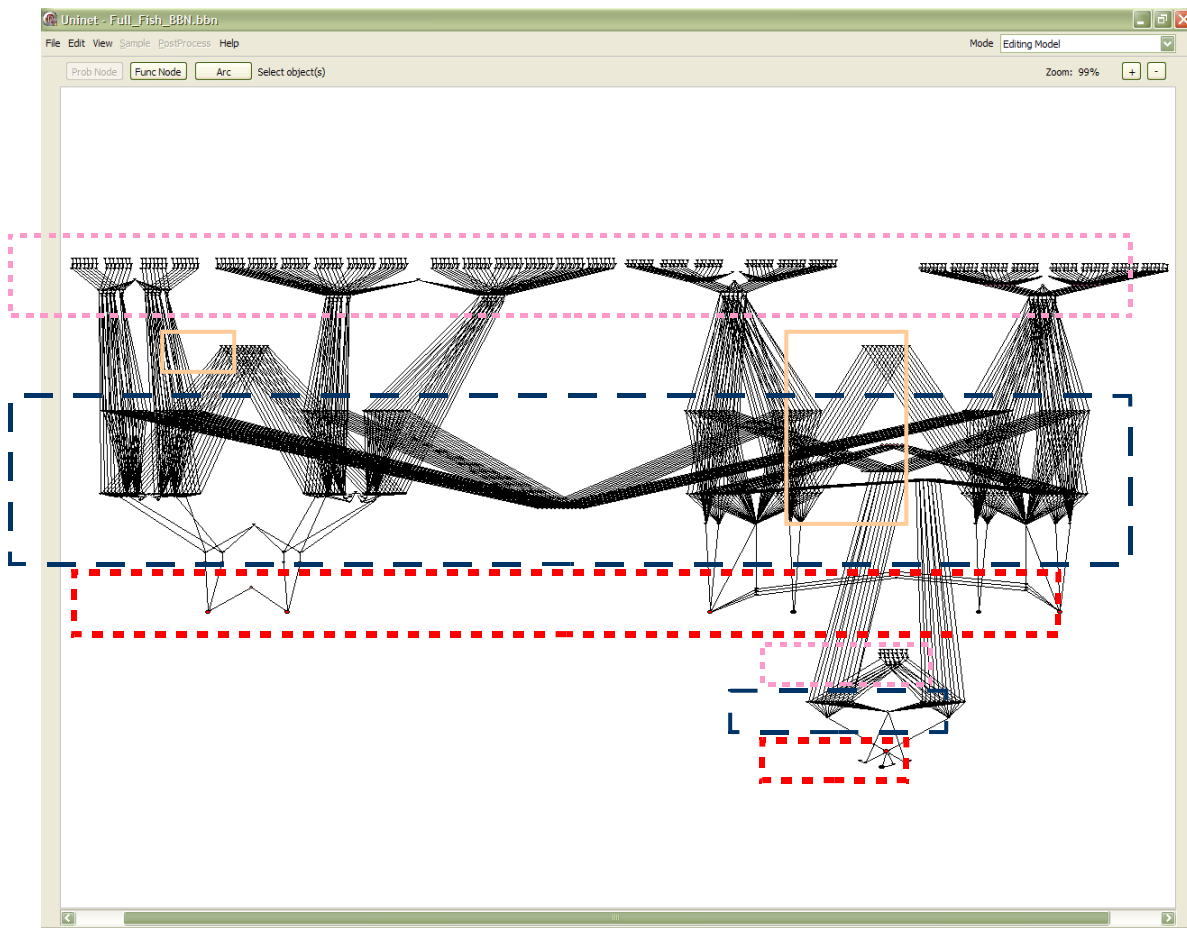 Uninet - Full_Fish_BBN.bbn
File Edit View Sample PostProcess Help Mode Editing Model
Prob Node Func Node Arc Select object(s) Zoom: 99% + -